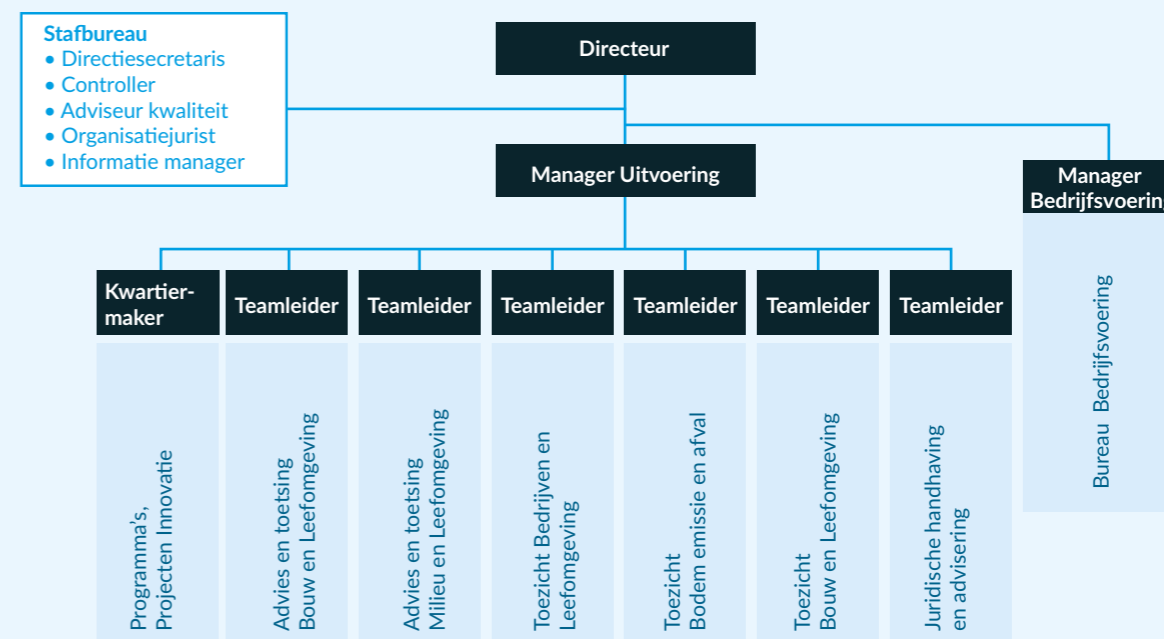 Stafbureau
• Directiesecretaris
• Controller
• Adviseur kwaliteit
• Organisatiejurist
• Informatie manager
Directeur
Manager Uitvoering
Manager
Bedrijfsvoering
Kwartier-
maker
Teamleider
Teamleider
Teamleider
Teamleider
Teamleider
Teamleider
Programma's,
Projecten Innovatie
Advies en toetsing
Bouw en Leefomgeving
Advies en toetsing
Milieu en Leefomgeving
Toezicht Bedrijven en
Leefomgeving
Toezicht
Bodem emissie en afval
Toezicht
Bouw en Leefomgeving
Juridische handhaving
en advisering
Bureau Bedrijfsvoering